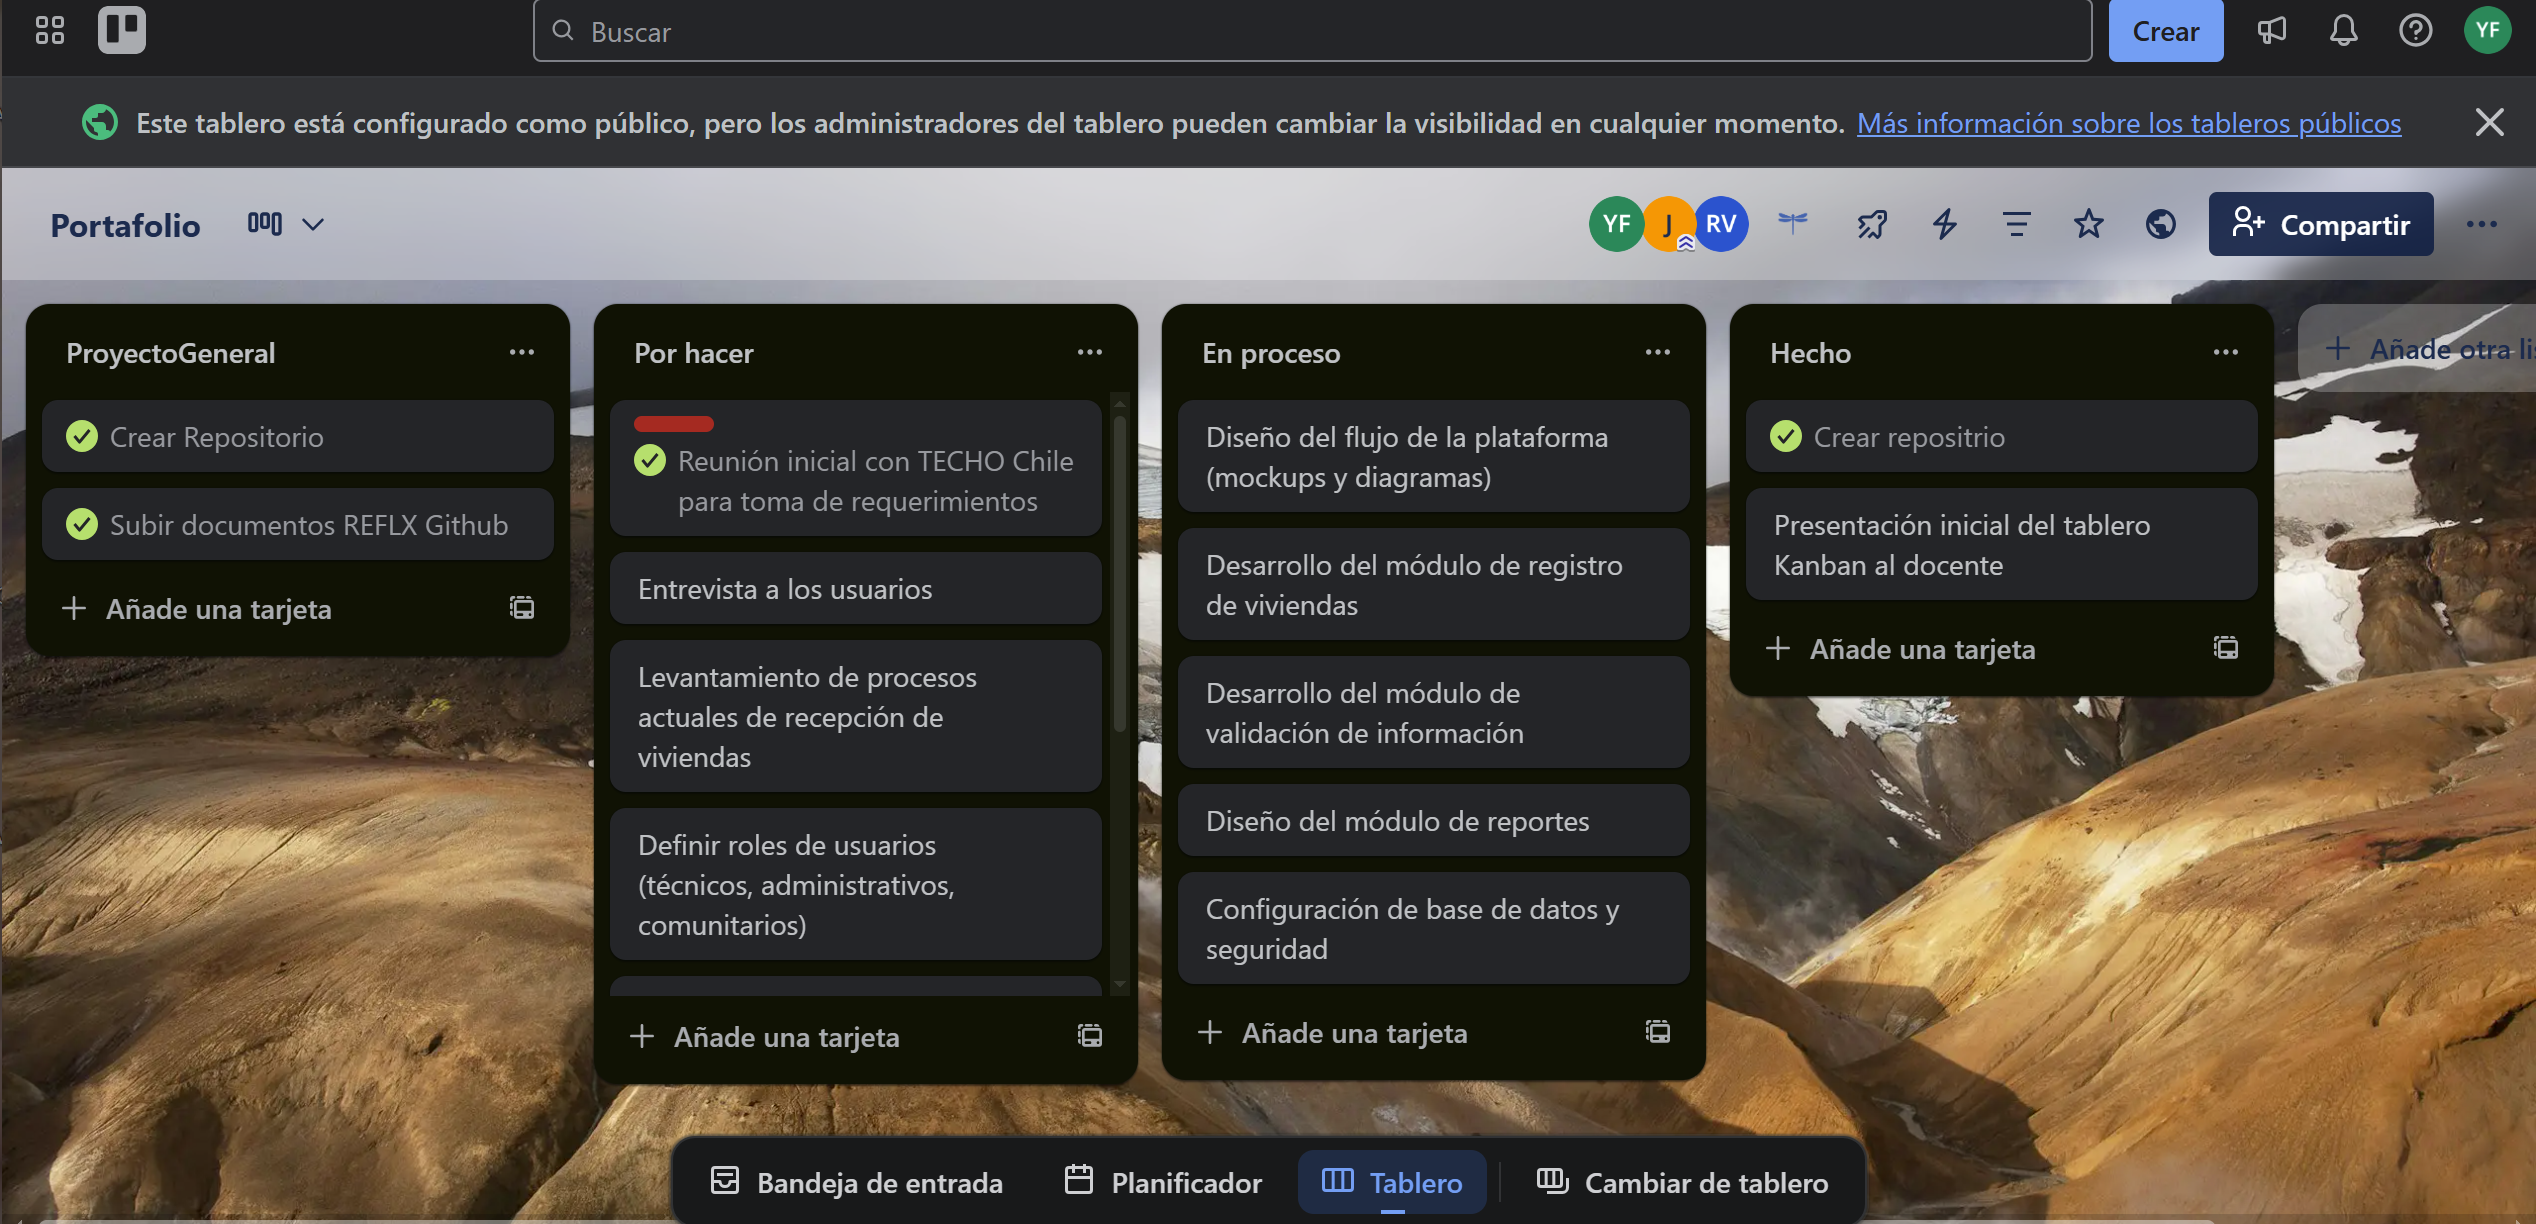 Buscar
Crear
YF
Este tablero está configurado como público, pero los administradores del tablero pueden cambiar la visibilidad en cualquier momento. Más información sobre los tableros públicos
Portafolio
YF J RV
Compartir
ProyectoGeneral
Crear Repositorio
Subir documentos REFLX Github
Añade una tarjeta
Por hacer
Reunión inicial con TECHO Chile
para toma de requerimientos
Entrevista a los usuarios
Levantamiento de procesos
actuales de recepción de
viviendas
Definir roles de usuarios
(técnicos, administrativos,
comunitarios)
Añade una tarjeta
En proceso
Diseño del flujo de la plataforma
(mockups y diagramas)
Desarrollo del módulo de registro
de viviendas
Desarrollo del módulo de
validación de información
Diseño del módulo de reportes
Configuración de base de datos y
seguridad
Añade una tarjeta
Hecho
Crear repositrio
Presentación inicial del tablero
Kanban al docente
Añade una tarjeta
Añade otra lis
Bandeja de entrada
Planificador
Tablero
Cambiar de tablero